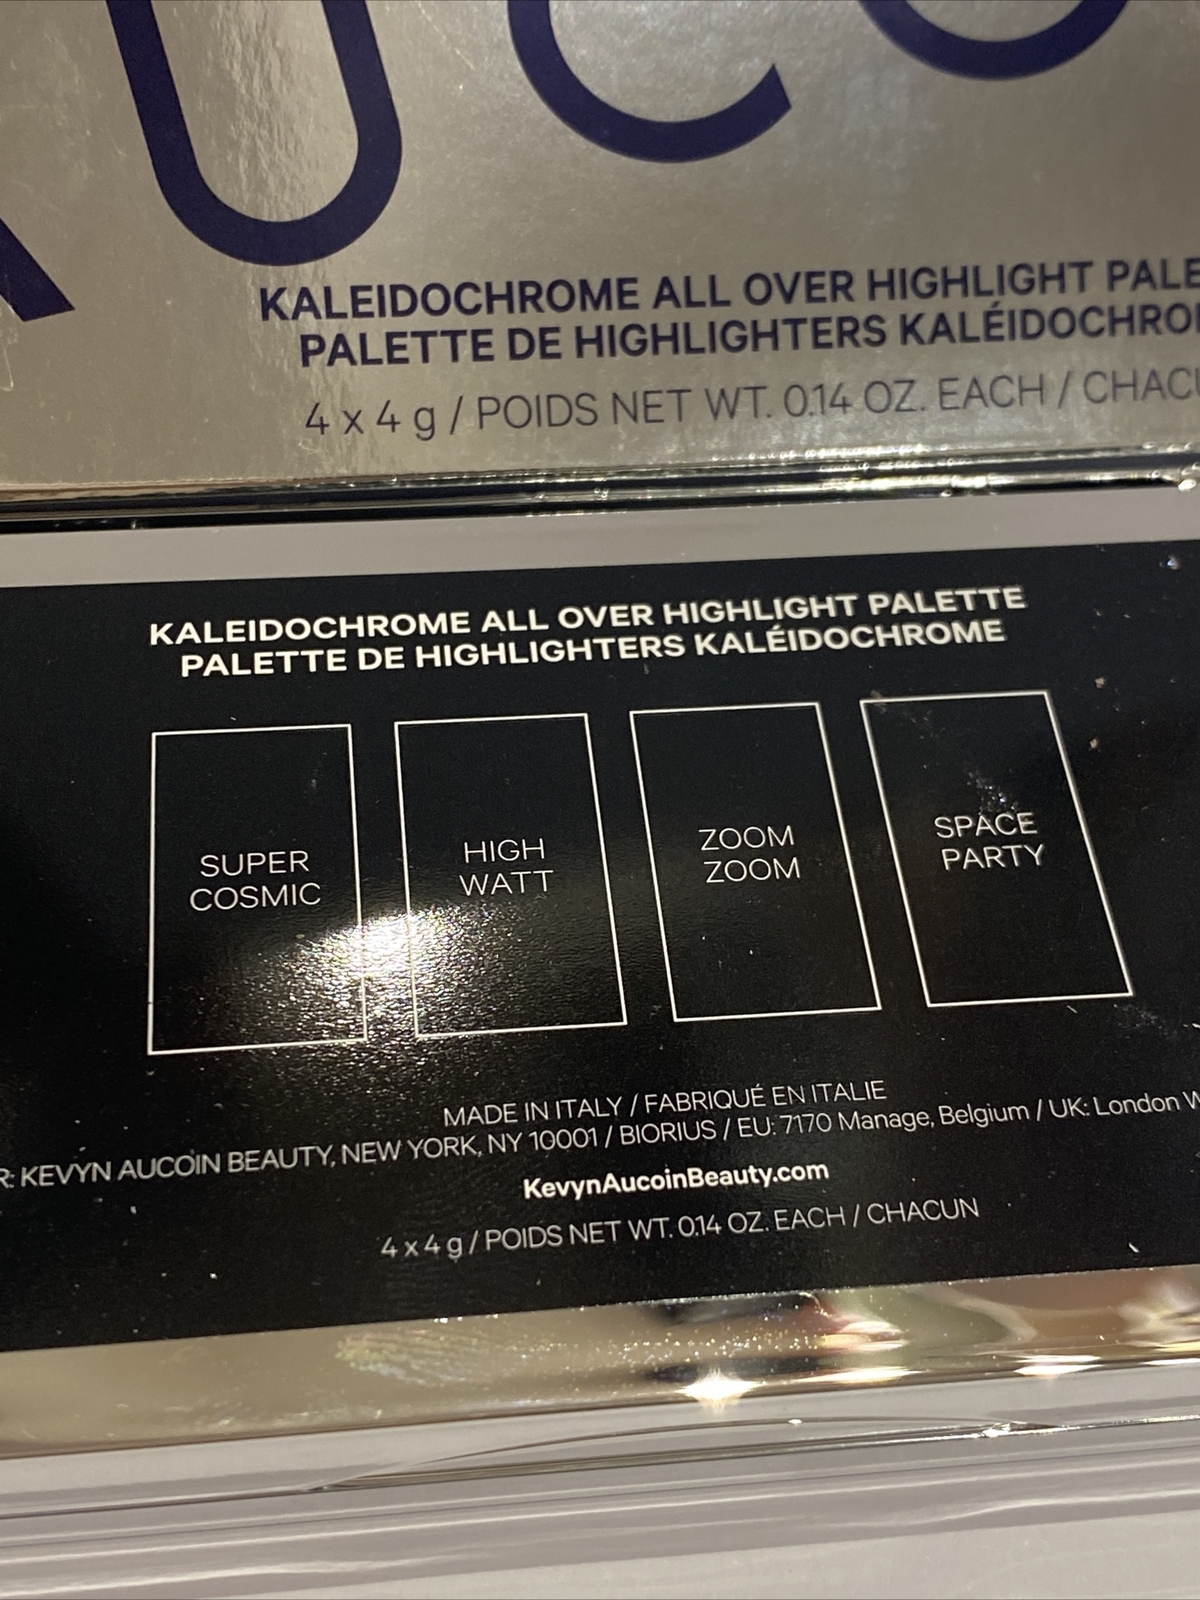 UCO
KALEIDOCHROME ALL OVER HIGHLIGHT
PALETTE DE HIGHLIGHTERS
4 x 4 g / POIDS NET WT. 0.14 OZ. EACH /
KALEIDOCHROME ALL OVER HIGHLIGHT PALETTE
PALETTE DE HIGHLIGHTERS KALÉIDOCHROME
SUPER
COSMIC
HIGH
WATT
ZOOM
ZOOM
SPACE
PARTY
MADE IN ITALY / FABRIQUÉ EN ITALIE
KEVYN AUCOIN BEAUTY, NEW YORK, NY 10001 / BIORIUS / EU: 7170 Manage, Belgium / UK: London
KevynAucoinBeauty.com
4 x 4 g / POIDS NET WT. 0.14 OZ. EACH / CHACUN